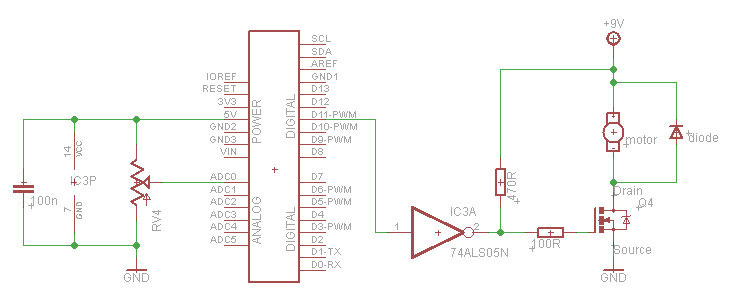 +9V
SCL
SDA
AREF
IOREF
GND1
RESET
D13
3V3
D12
5V
D11-PWM
GND2
D10-PWM
GND3
D9-PWM
VIN
D8
POWER
DIGITAL
ADC0
D7
ADC1
D6-PWM
ADC2
D5-PWM
ADC3
D4
ADC4
D3-PWM
ADC5
D2
D1-TX
D0-RX
ANALOG
DIGITAL
14
VCC
IC3P
7
GND
100n
RV4
GND
1
IC3A
2
74ALS05N
470R
100R
motor
diode
Drain
Q4
Source
GND